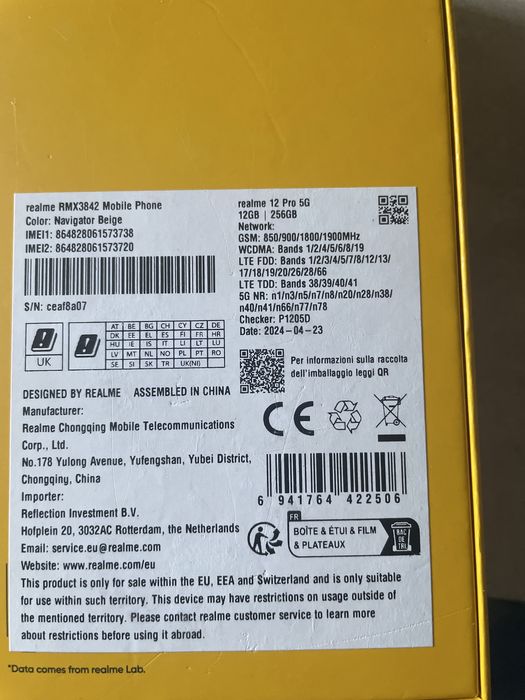 realme RMX3842 Mobile Phone
Color: Navigator Beige
IMEI1: 864828061573738
IMEI2: 864828061573720
S/N: ceaf8a07
UK
AT BE BG CH CY CZ DE
DK EE EL ES FI FR HR
HU IE IS IT LI LT LU
LV MT NL NO PL PT RO
SE SI SK TR UK(NI)
realme 12 Pro 5G
12GB | 256GB
Network:
GSM: 850/900/1800/1900MHz
WCDMA: Bands 1/2/4/5/6/8/19
LTE FDD: Bands 1/2/3/4/5/7/8/12/13/
17/18/19/20/26/28/66
LTE TDD: Bands 38/39/40/41
5G NR: n1/n3/n5/n7/n8/n20/n28/n38/
n40/n41/n66/n77/n78
Checker: P1205D
Date: 2024-04-23
Per informazioni sulla raccolta
dell'imballaggio leggi QR
DESIGNED BY REALME ASSEMBLED IN CHINA
Manufacturer:
Realme Chongqing Mobile Telecommunications
Corp., Ltd.
No.178 Yulong Avenue, Yufengshan, Yubei District,
Chongqing, China
Importer:
Reflection Investment B.V.
Hofplein 20, 3032AC Rotterdam, the Netherlands
Email: service.eu@realme.com
Website: www.realme.com/eu
CE
6 941764 422506
FR
BOÎTE & ÉTUI & FILM
& PLATEAUX
BAC
DE
TRI
This product is only for sale within the EU, EEA and Switzerland and is only suitable
for use within such territory. This device may have restrictions on usage outside of
the mentioned territory. Please contact realme customer service to learn more
about restrictions before using it abroad.
*Data comes from realme Lab.